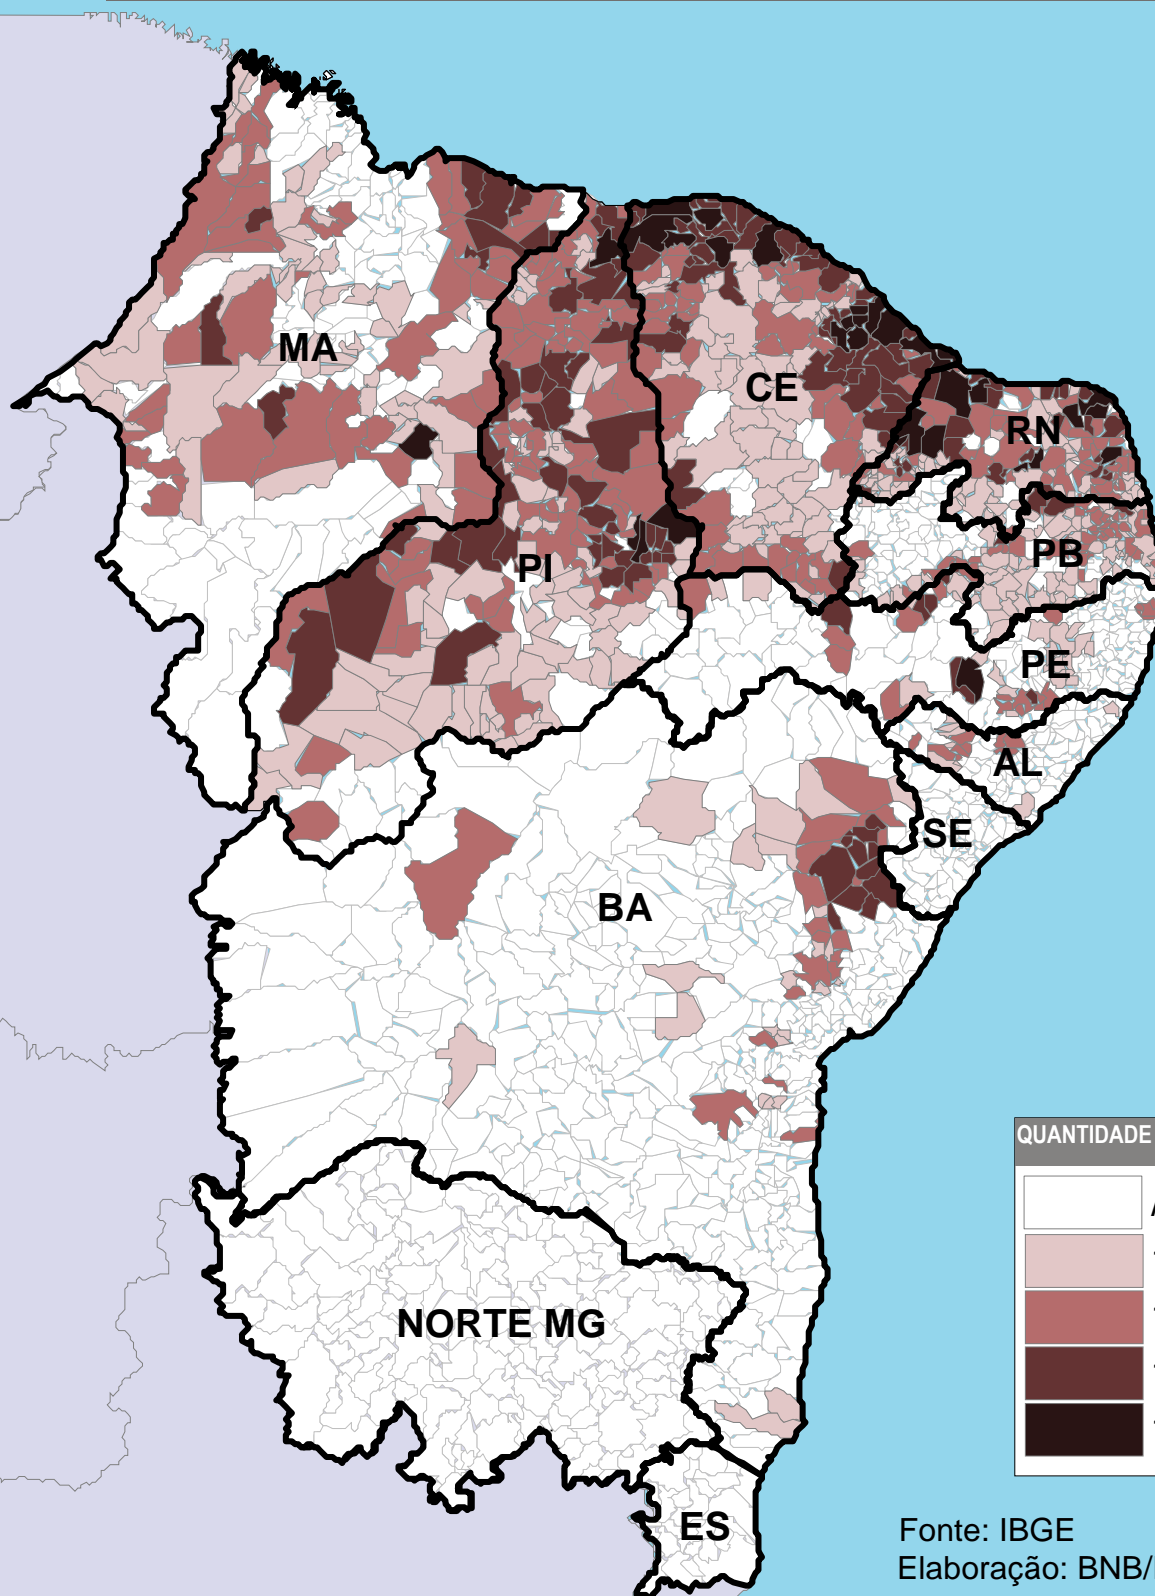 MA
CE
RN
PI
PB
PE
AL
SE
BA
QUANTIDADE
NORTE MG
ES
Fonte: IBGE
Elaboração: BNB/